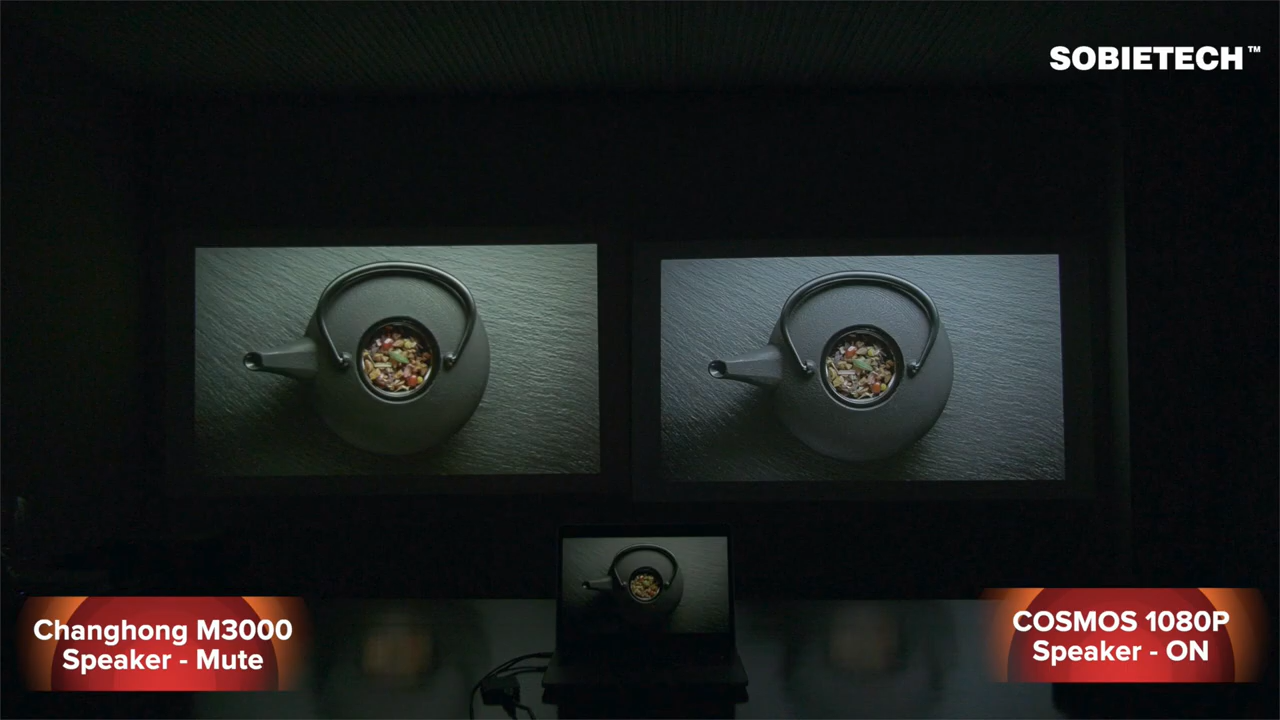 SOBIETECH™
Changhong M3000
Speaker - Mute
COSMOS 1080P
Speaker - ON